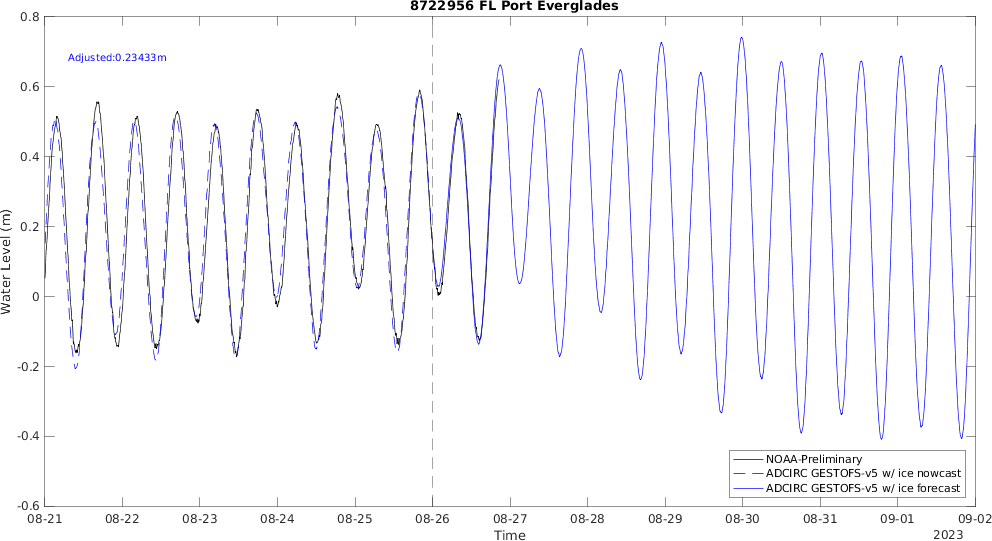 8722956 FL Port Everglades
Adjusted:0.23433m
Water Level (m)
0.8
0.6
0.4
0.2
0
-0.2
-0.4
-0.6
NOAA-Preliminary
ADCIRC GESTOFS-v5 w/ ice nowcast
ADCIRC GESTOFS-v5 w/ ice forecast
08-21 08-22 08-23 08-24 08-25 08-26 08-27 08-28 08-29 08-30 08-31 09-01 09-02
Time
2023